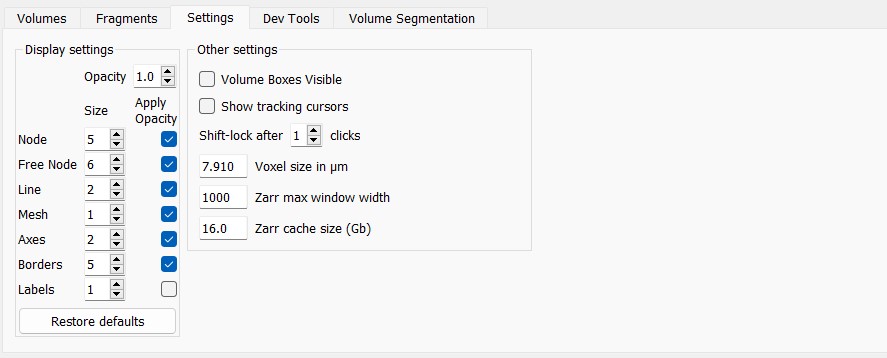 Volumes Fragments Settings Dev Tools Volume Segmentation
Display settings
Opacity 1.0
Size Apply Opacity
Node 5
Free Node 6
Line 2
Mesh 1
Axes 2
Borders 5
Labels 1
Restore defaults
Other settings
Volume Boxes Visible
Show tracking cursors
Shift-lock after 1 clicks
7.910 Voxel size in μm
1000 Zarr max window width
16.0 Zarr cache size (Gb)